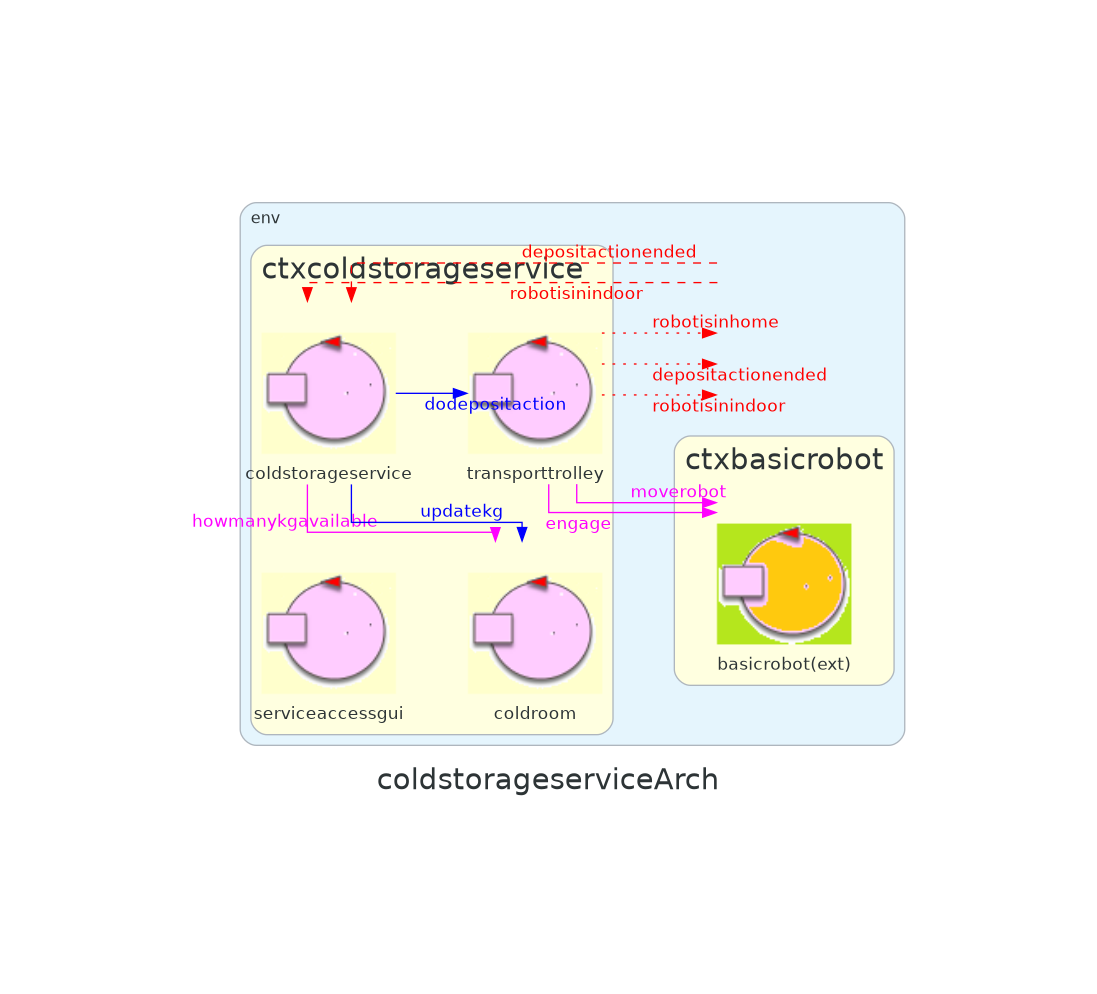 env
depositactionended
ctxcoldstorageservice
robotisinindoor
robotisinhome
depositactionended
dodepositaction
robotisinindoor
ctxbasicrobot
coldstorageservice
transporttrolley
moverobot
updatekg
howmanykgavailable
engage
basicrobot(ext)
serviceaccessgui
coldroom
coldstorageserviceArch